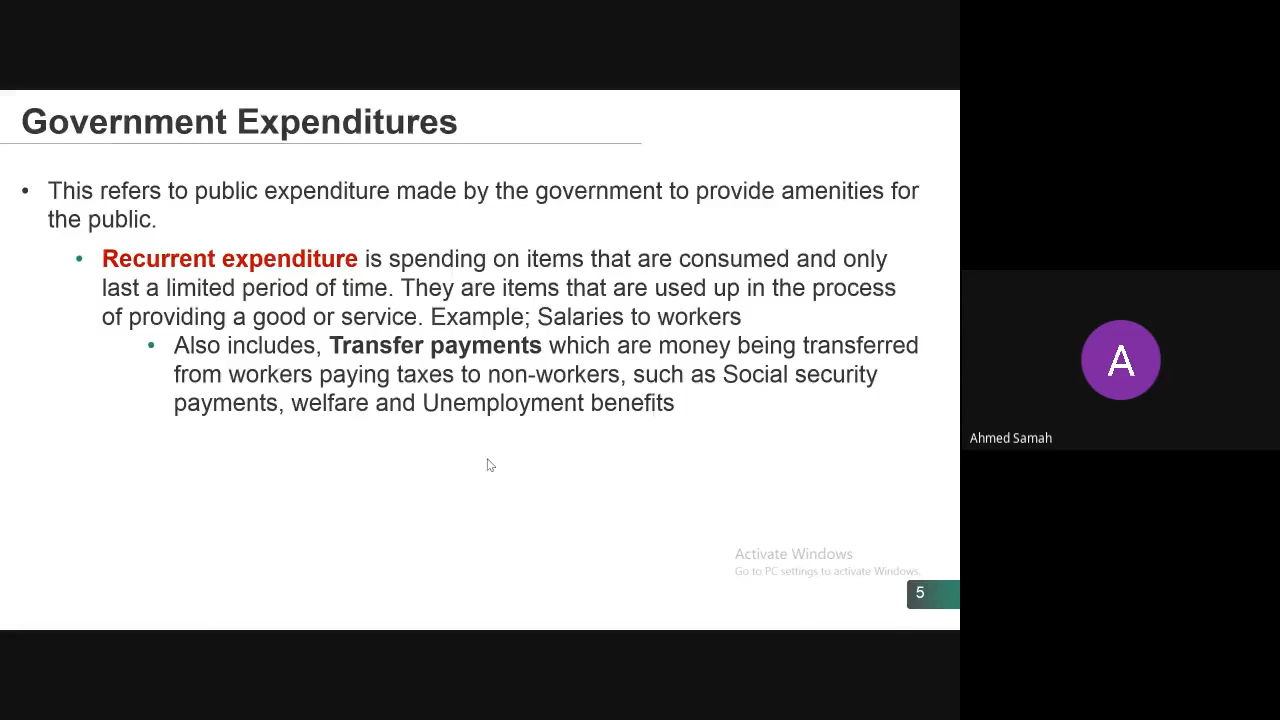 Government Expenditures
• This refers to public expenditure made by the government to provide amenities for
the public.
• Recurrent expenditure is spending on items that are consumed and only
last a limited period of time. They are items that are used up in the process
of providing a good or service. Example; Salaries to workers
• Also includes, Transfer payments which are money being transferred
from workers paying taxes to non-workers, such as Social security
payments, welfare and Unemployment benefits
Activate Windows
Go to PC settings to activate Windows.
5
A
Ahmed Samah